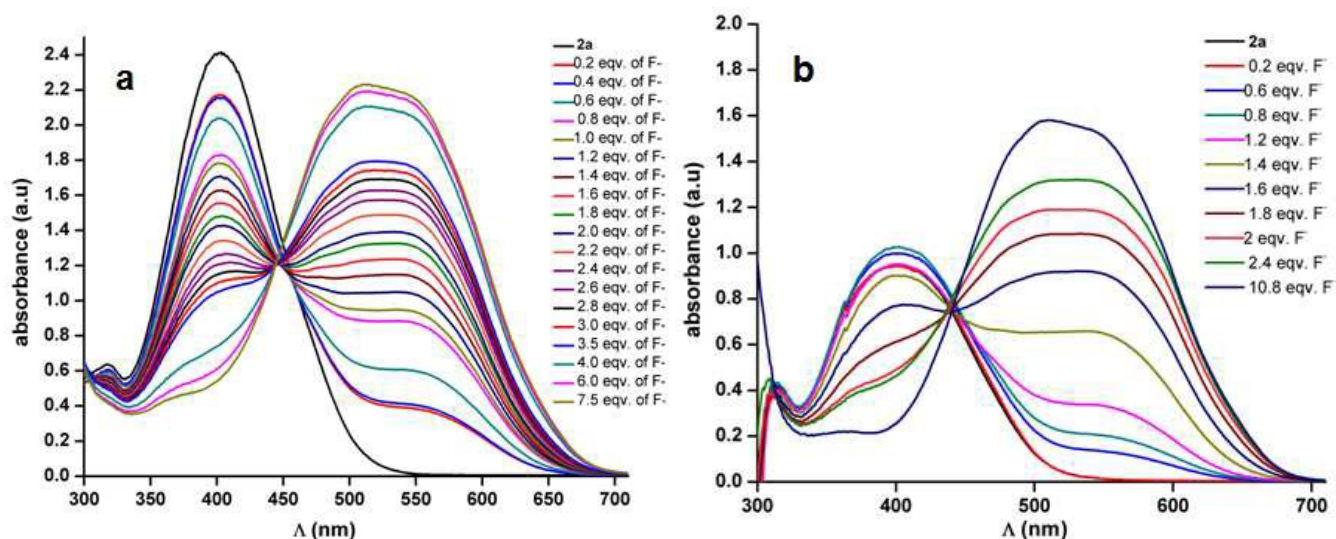 a
absorbance (a.u)
2.4
2.2
2.0
1.8
1.6
1.4
1.2
1.0
0.8
0.6
0.4
0.2
0.0
300 350 400 450 500 550 600 650 700
Λ (nm)
2a
0.2 eqv. of F-
0.4 eqv. of F-
0.6 eqv. of F-
0.8 eqv. of F-
1.0 eqv. of F-
1.2 eqv. of F-
1.4 eqv. of F-
1.6 eqv. of F-
1.8 eqv. of F-
2.0 eqv. of F-
2.2 eqv. of F-
2.4 eqv. of F-
2.6 eqv. of F-
2.8 eqv. of F-
3.0 eqv. of F-
3.5 eqv. of F-
4.0 eqv. of F-
6.0 eqv. of F-
7.5 eqv. of F-
b
absorbance (a.u)
2.0
1.8
1.6
1.4
1.2
1.0
0.8
0.6
0.4
0.2
0.0
300 400 500 600 700
Λ (nm)
2a
0.2 eqv. F⁻
0.6 eqv. F⁻
0.8 eqv. F⁻
1.2 eqv. F⁻
1.4 eqv. F⁻
1.6 eqv. F⁻
1.8 eqv. F⁻
2 eqv. F⁻
2.4 eqv. F⁻
10.8 eqv. F⁻